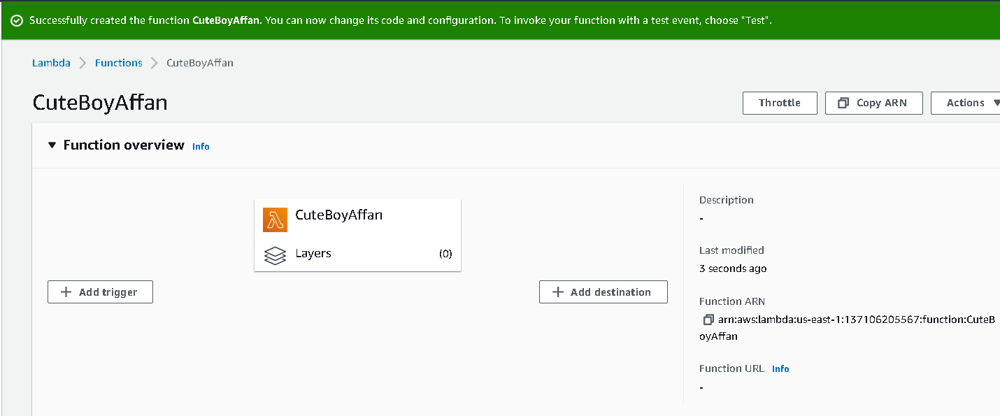 Successfully created the function CuteBoyAffan. You can now change its code and configuration. To invoke your function with a test event, choose "Test".
Lambda > Functions > CuteBoyAffan
CuteBoyAffan
Throttle
Copy ARN
Actions
Function overview Info
CuteBoyAffan
Layers (0)
Add trigger
Add destination
Description
-
Last modified
3 seconds ago
Function ARN
arn:aws:lambda:us-east-1:137106205567:function:CuteB
oyAffan
Function URL Info
-